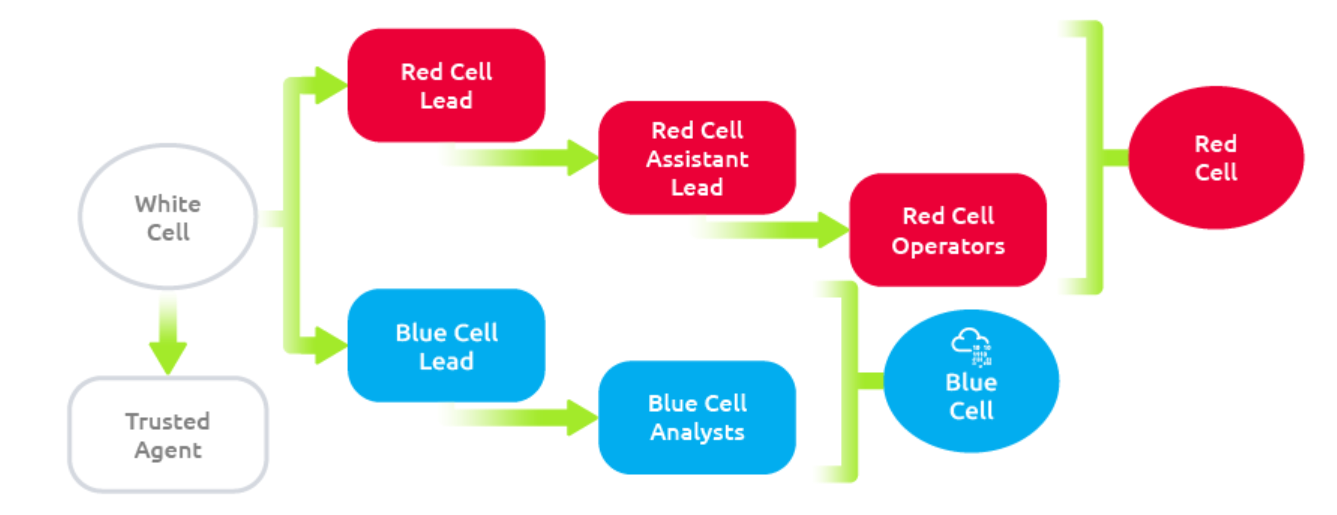 Red Cell
Lead
Red Cell
Assistant
Lead
Red Cell
Operators
Red
Cell
White
Cell
Trusted
Agent
Blue Cell
Lead
Blue Cell
Analysts
Blue
Cell